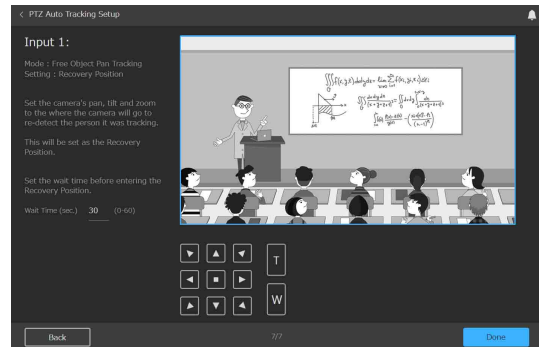 PTZ Auto Tracking Setup
Input 1:
Mode : Free Object Pan Tracking
Setting : Recovery Position
Set the camera's pan, tilt and zoom
to the where the camera will go to
re-detect the person it was tracking.
This will be set as the Recovery
Position.
Set the wait time before entering the
Recovery Position.
Wait Time (sec.) 30 (0-60)
T
W
Back
7/7
Done